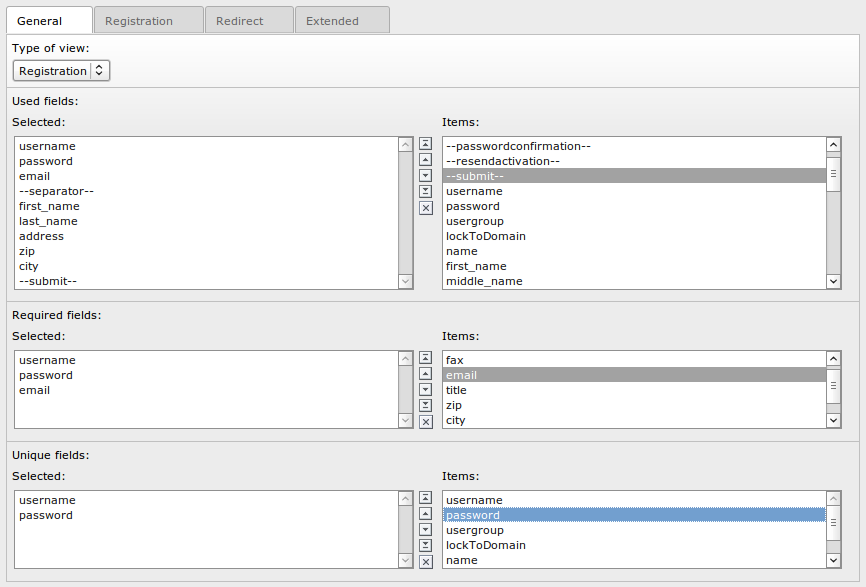 General Registration Redirect Extended
Type of view:
Registration
Used fields:
Selected:
username
password
email
--separator--
first_name
last_name
address
zip
city
--submit--
Items:
--passwordconfirmation--
--resendactivation--
--submit--
username
password
usergroup
lockToDomain
name
first_name
middle_name
Required fields:
Selected:
username
password
email
Items:
fax
email
title
zip
city
Unique fields:
Selected:
username
password
Items:
username
password
usergroup
lockToDomain
name